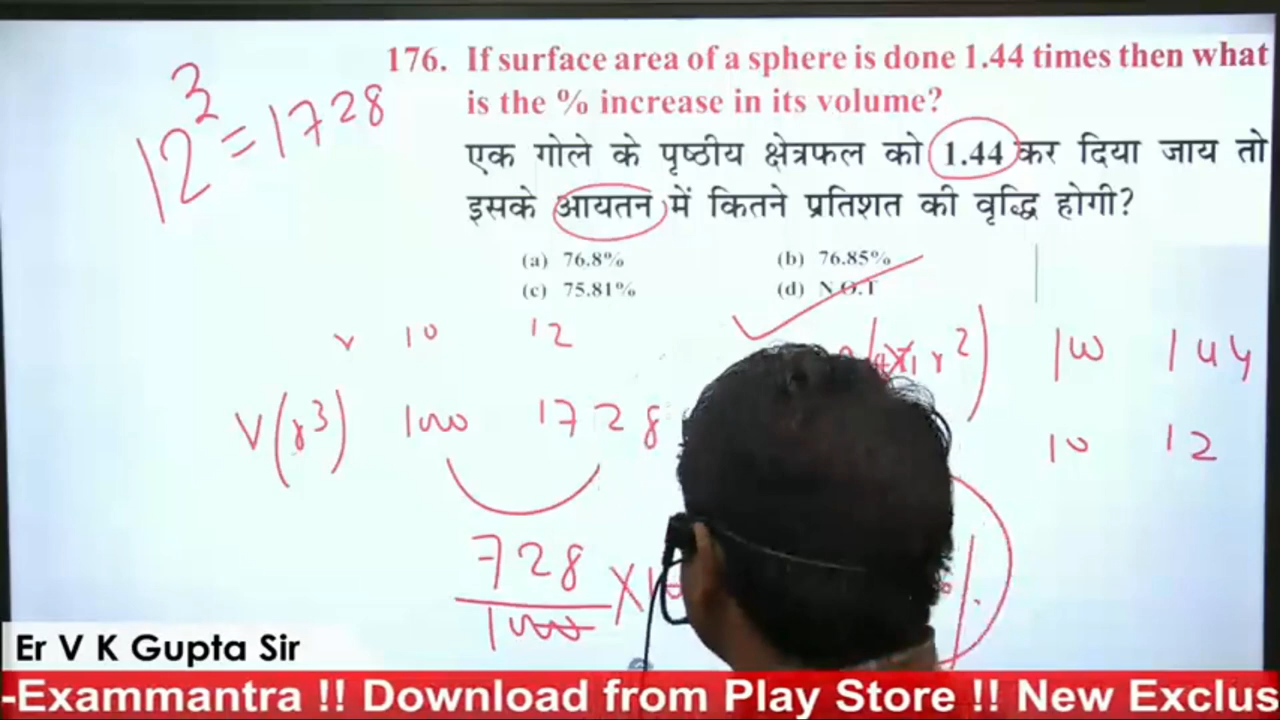 12³ = 1728
176. If surface area of a sphere is done 1.44 times then what
is the % increase in its volume?
एक गोले के पृष्ठीय क्षेत्रफल को 1.44 कर दिया जाय तो
इसके आयतन में कितने प्रतिशत की वृद्धि होगी?
(a) 76.8% (b) 76.85%
(c) 75.81% (d) N.O.T
r 10 12
r²) 100 144
V(r³) 1000 1728
10 12
728
1000
Er V K Gupta Sir
-Exammantra !! Download from Play Store !! New Exclus